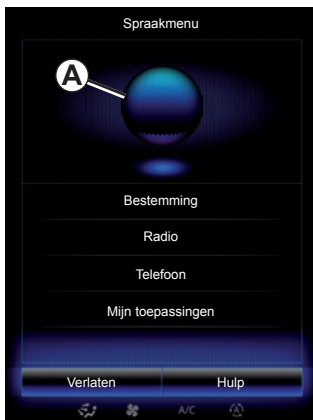 Spraakmenu
A
Bestemming
Radio
Telefoon
Mijn toepassingen
Verlaten Hulp
A/C